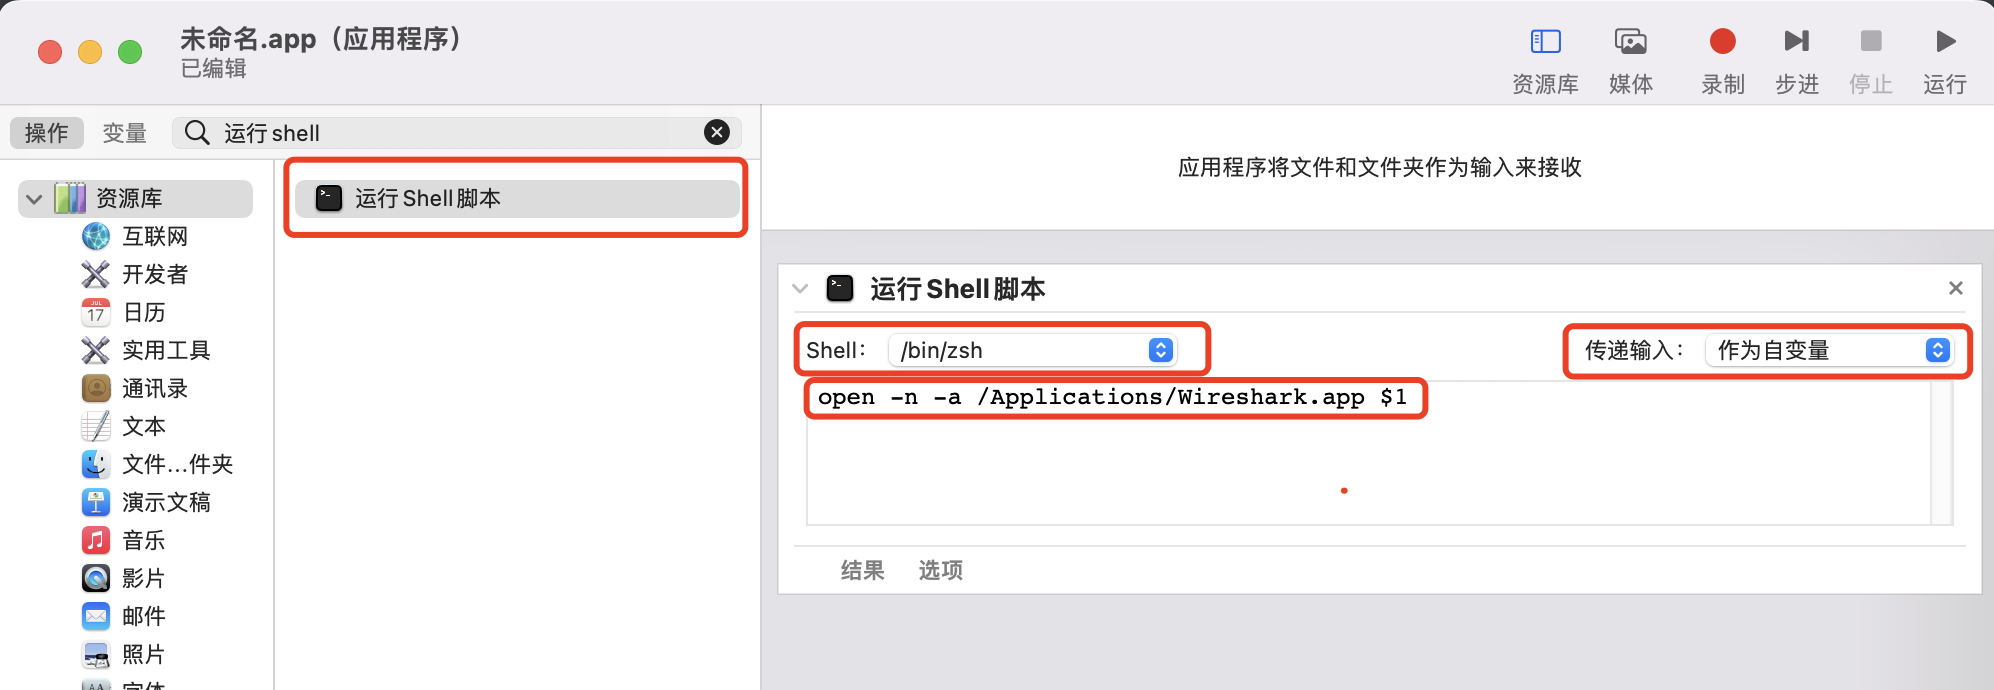 未命名.app（应用程序）
已编辑
资源库
媒体
录制
步进
停止
运行
操作
变量
运行 shell
应用程序将文件和文件夹作为输入来接收
资源库
互联网
开发者
JUL
17
日历
实用工具
通讯录
文本
文件...件夹
演示文稿
音乐
影片
邮件
照片
字体
运行 Shell 脚本
运行 Shell 脚本
Shell：
/bin/zsh
传递输入：
作为自变量
open -n -a /Applications/Wireshark.app $1
结果
选项